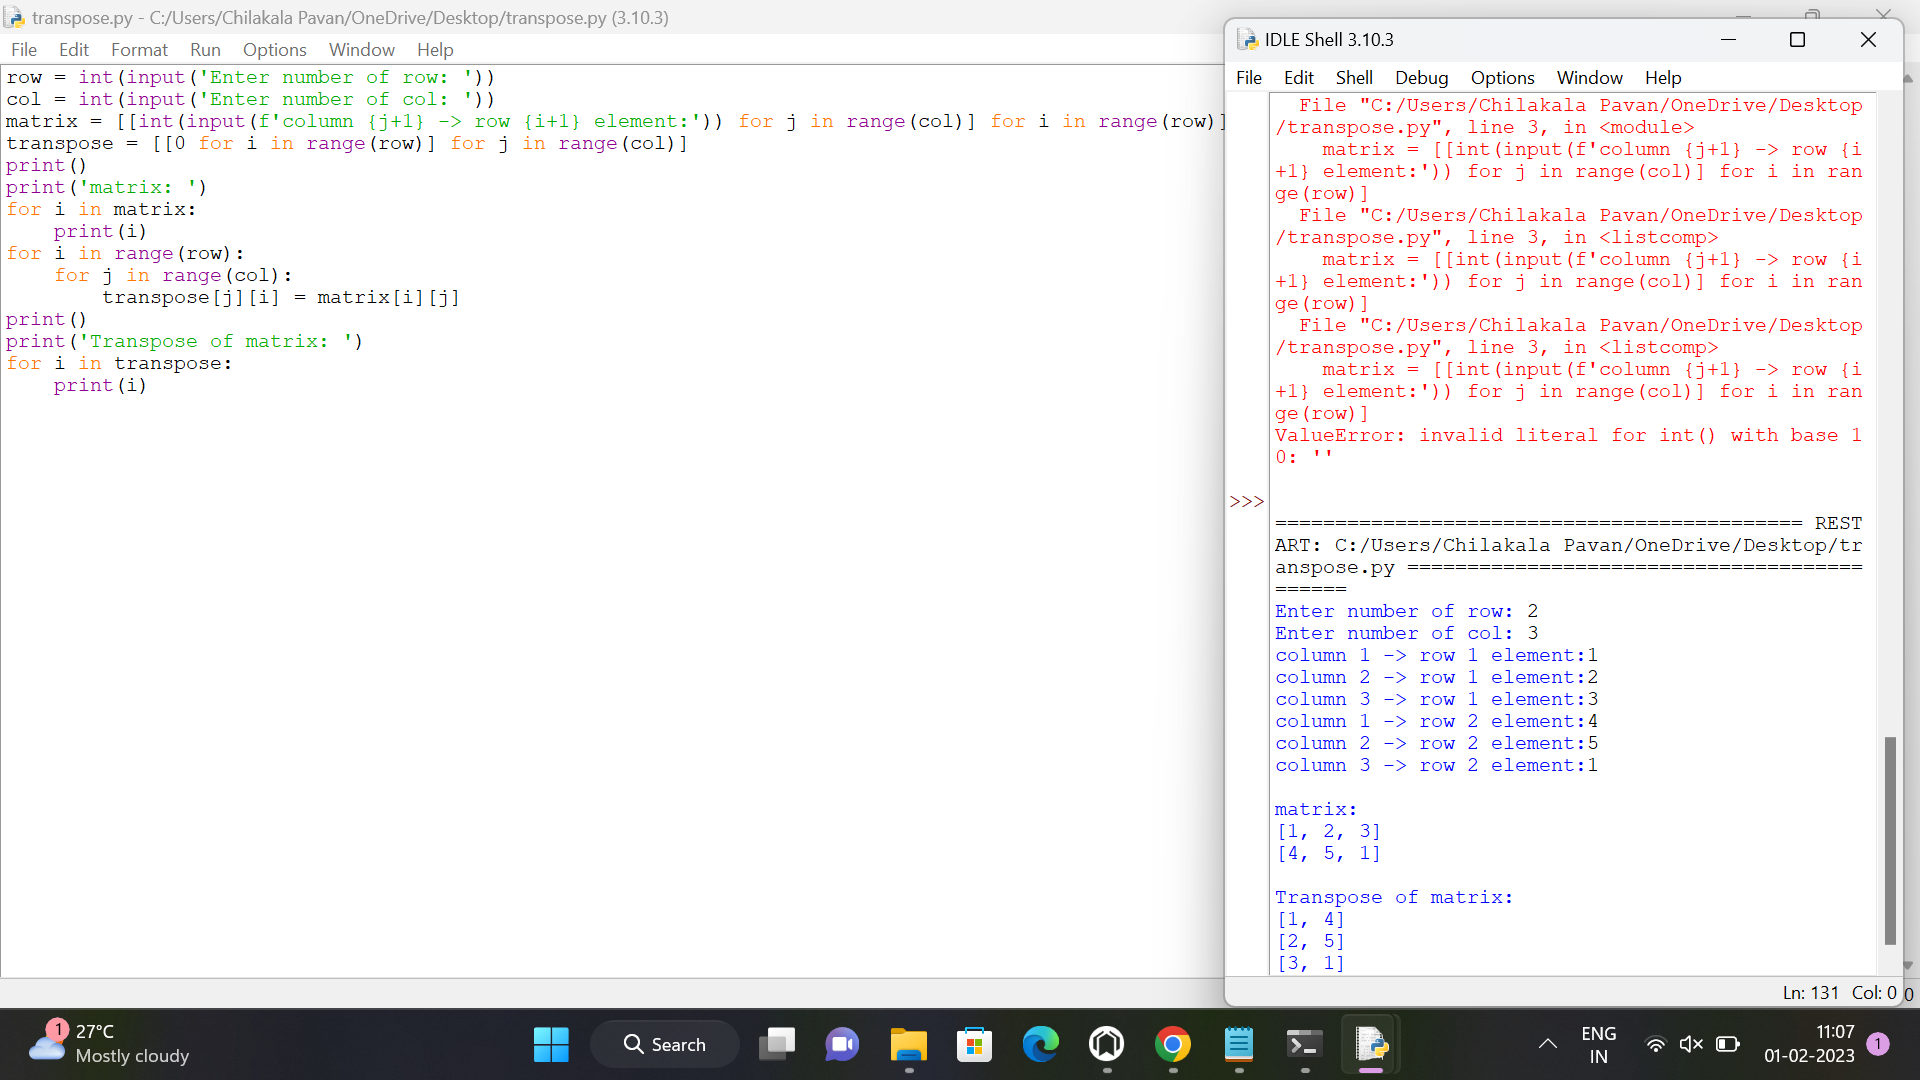 transpose.py - C:/Users/Chilakala Pavan/OneDrive/Desktop/transpose.py (3.10.3)
File Edit Format Run Options Window Help
row = int(input('Enter number of row: '))
col = int(input('Enter number of col: '))
matrix = [[int(input(f'column {j+1} -> row {i+1} element:')) for j in range(col)] for i in range(row)]
transpose = [[0 for i in range(row)] for j in range(col)]
print()
print('matrix: ')
for i in matrix:
    print(i)
for i in range(row):
    for j in range(col):
        transpose[j][i] = matrix[i][j]
print()
print('Transpose of matrix: ')
for i in transpose:
    print(i)
IDLE Shell 3.10.3
File Edit Shell Debug Options Window Help
  File "C:/Users/Chilakala Pavan/OneDrive/Desktop
/transpose.py", line 3, in <module>
    matrix = [[int(input(f'column {j+1} -> row {i
+1} element:')) for j in range(col)] for i in ran
ge(row)]
  File "C:/Users/Chilakala Pavan/OneDrive/Desktop
/transpose.py", line 3, in <listcomp>
    matrix = [[int(input(f'column {j+1} -> row {i
+1} element:')) for j in range(col)] for i in ran
ge(row)]
  File "C:/Users/Chilakala Pavan/OneDrive/Desktop
/transpose.py", line 3, in <listcomp>
    matrix = [[int(input(f'column {j+1} -> row {i
+1} element:')) for j in range(col)] for i in ran
ge(row)]
ValueError: invalid literal for int() with base 1
0: ''
>>>
============================================ REST
ART: C:/Users/Chilakala Pavan/OneDrive/Desktop/tr
anspose.py ======================================
======
Enter number of row: 2
Enter number of col: 3
column 1 -> row 1 element:1
column 2 -> row 1 element:2
column 3 -> row 1 element:3
column 1 -> row 2 element:4
column 2 -> row 2 element:5
column 3 -> row 2 element:1
matrix:
[1, 2, 3]
[4, 5, 1]
Transpose of matrix:
[1, 4]
[2, 5]
[3, 1]
Ln: 131 Col: 0
0
1
27°C
Mostly cloudy
Search
ENG
IN
11:07
01-02-2023
1